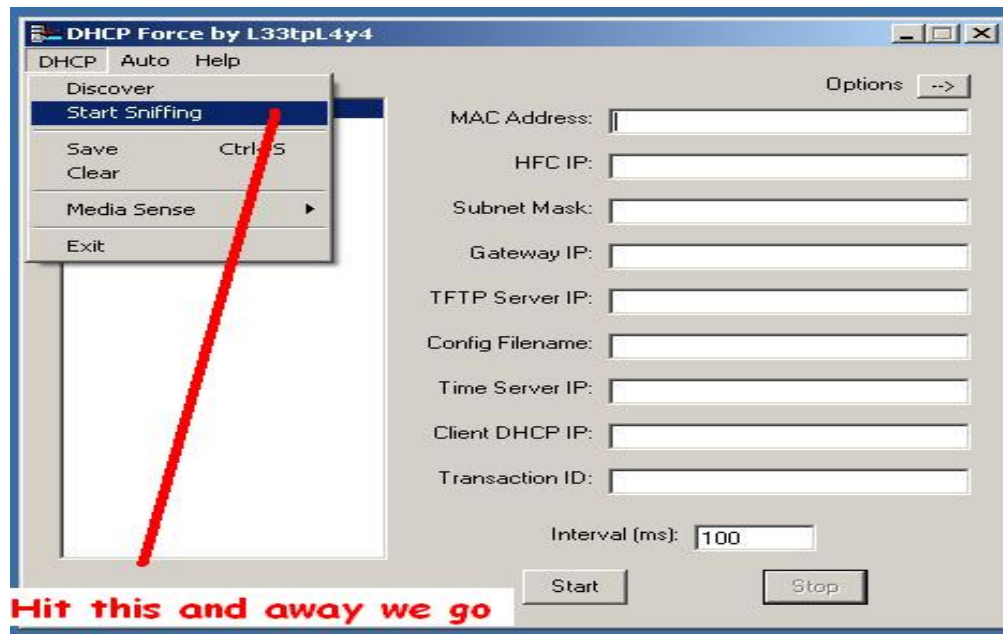 DHCP Force by L33tpL4y4
DHCP Auto Help
Discover
Start Sniffing
Save Ctrl+S
Clear
Media Sense
Exit
Options -->
MAC Address:
HFC IP:
Subnet Mask:
Gateway IP:
TFTP Server IP:
Config Filename:
Time Server IP:
Client DHCP IP:
Transaction ID:
Interval (ms): 100
Start Stop
Hit this and away we go